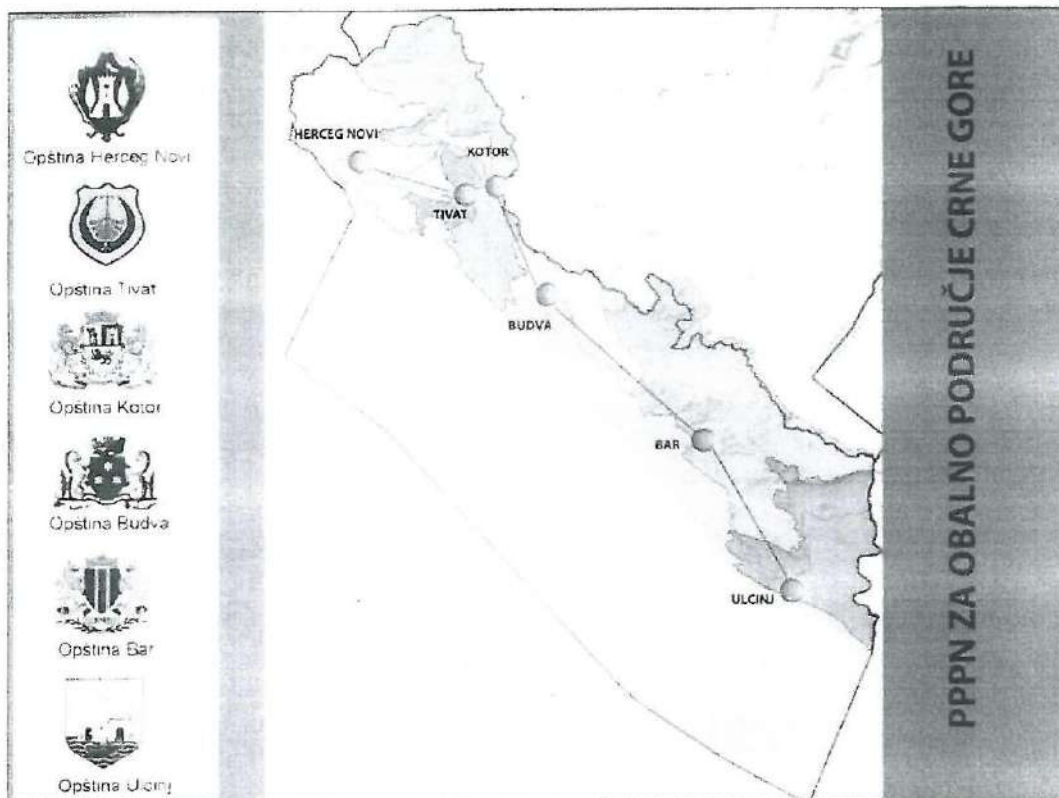 Opština Herceg Novi
Opština Tivat
Opština Kotor
Opština Budva
Opština Bar
Opština Ulcinj
HERCEG NOVI
KOTOR
TIVAT
BUDVA
BAR
ULCINJ
PPPN ZA OBALNO PODRUČJE CRNE GORE